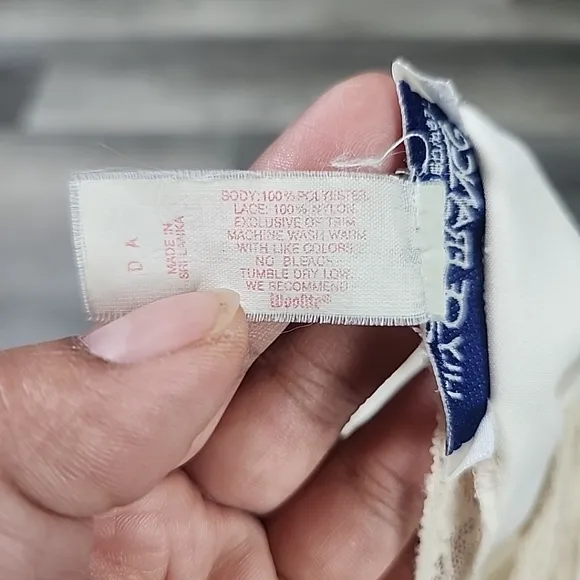 BODY: 100% POLYESTER
LACE: 100% NYLON
EXCLUSIVE OF TRIM
MACHINE WASH WARM
WITH LIKE COLORS
NO BLEACH
TUMBLE DRY LOW
WE RECOMMEND
Woolite®
MADE IN
SRI LANKA
D A